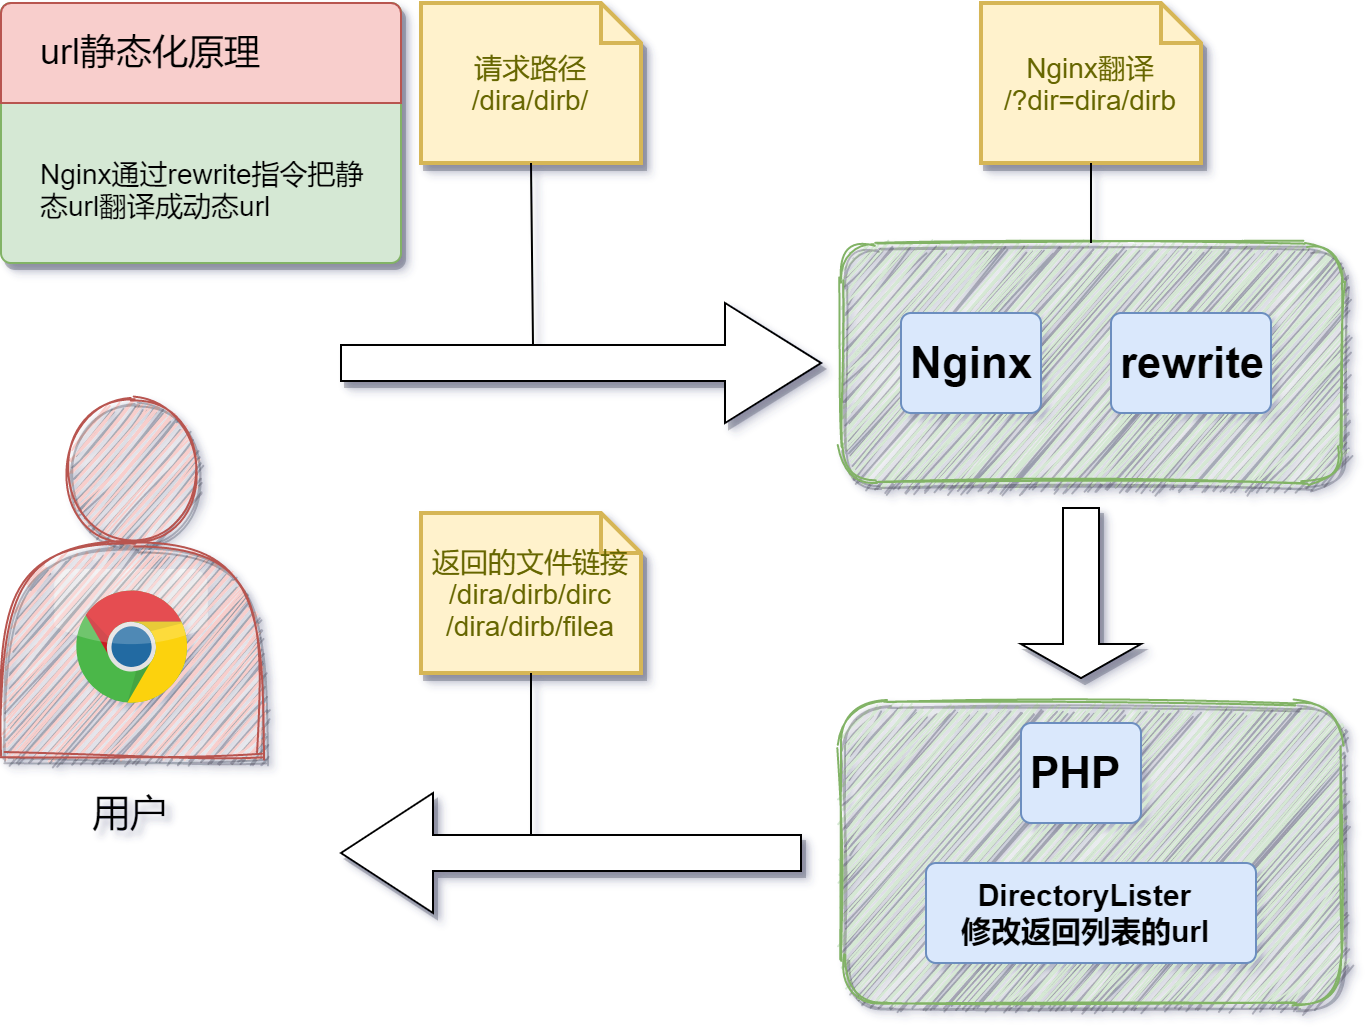 url静态化原理
Nginx通过rewrite指令把静
态url翻译成动态url
请求路径
/dira/dirb/
Nginx翻译
/?dir=dira/dirb
Nginx
rewrite
返回的文件链接
/dira/dirb/dirc
/dira/dirb/filea
PHP
DirectoryLister
修改返回列表的url
用户